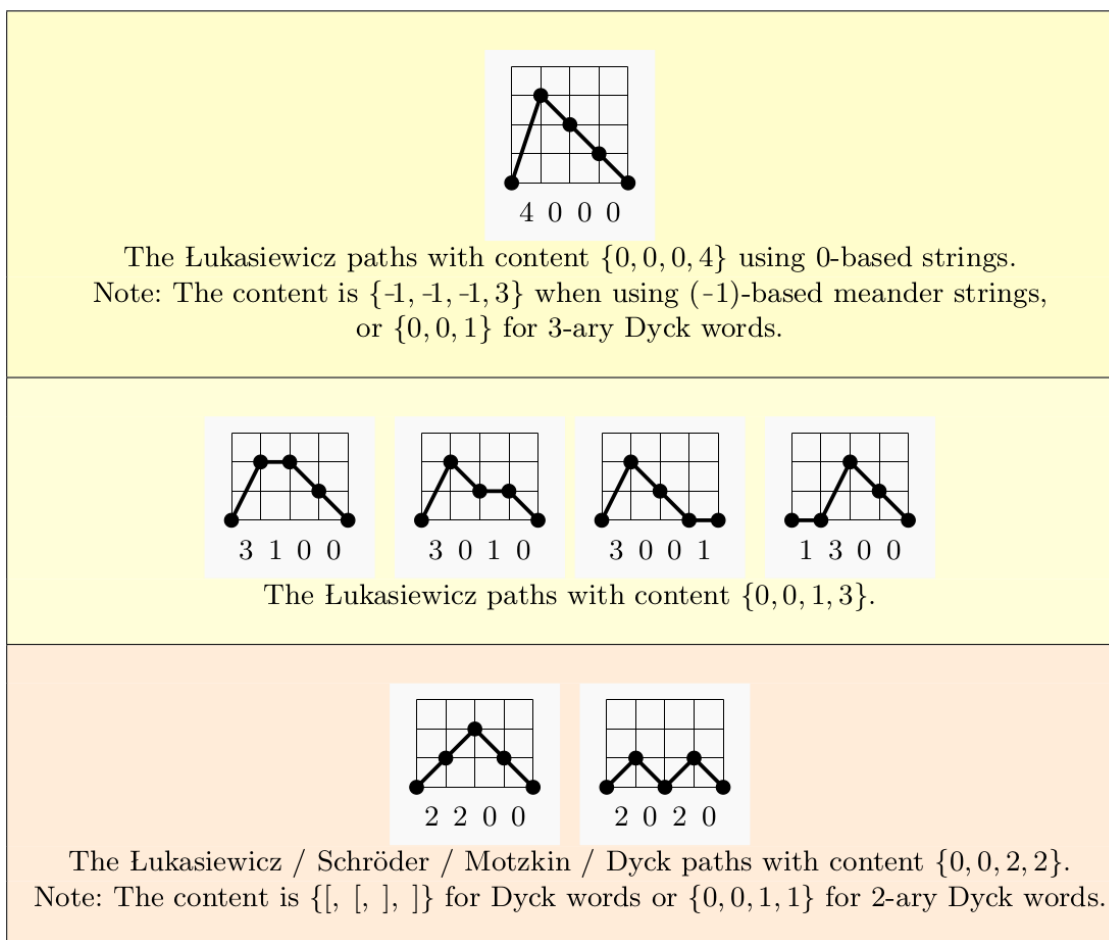 4 0 0 0
The Łukasiewicz paths with content {0, 0, 0, 4} using 0-based strings.
Note: The content is {-1, -1, -1, 3} when using (-1)-based meander strings,
or {0, 0, 1} for 3-ary Dyck words.
3 1 0 0 3 0 1 0 3 0 0 1 1 3 0 0
The Łukasiewicz paths with content {0, 0, 1, 3}.
2 2 0 0 2 0 2 0
The Łukasiewicz / Schröder / Motzkin / Dyck paths with content {0, 0, 2, 2}.
Note: The content is {[, [, ], ]} for Dyck words or {0, 0, 1, 1} for 2-ary Dyck words.